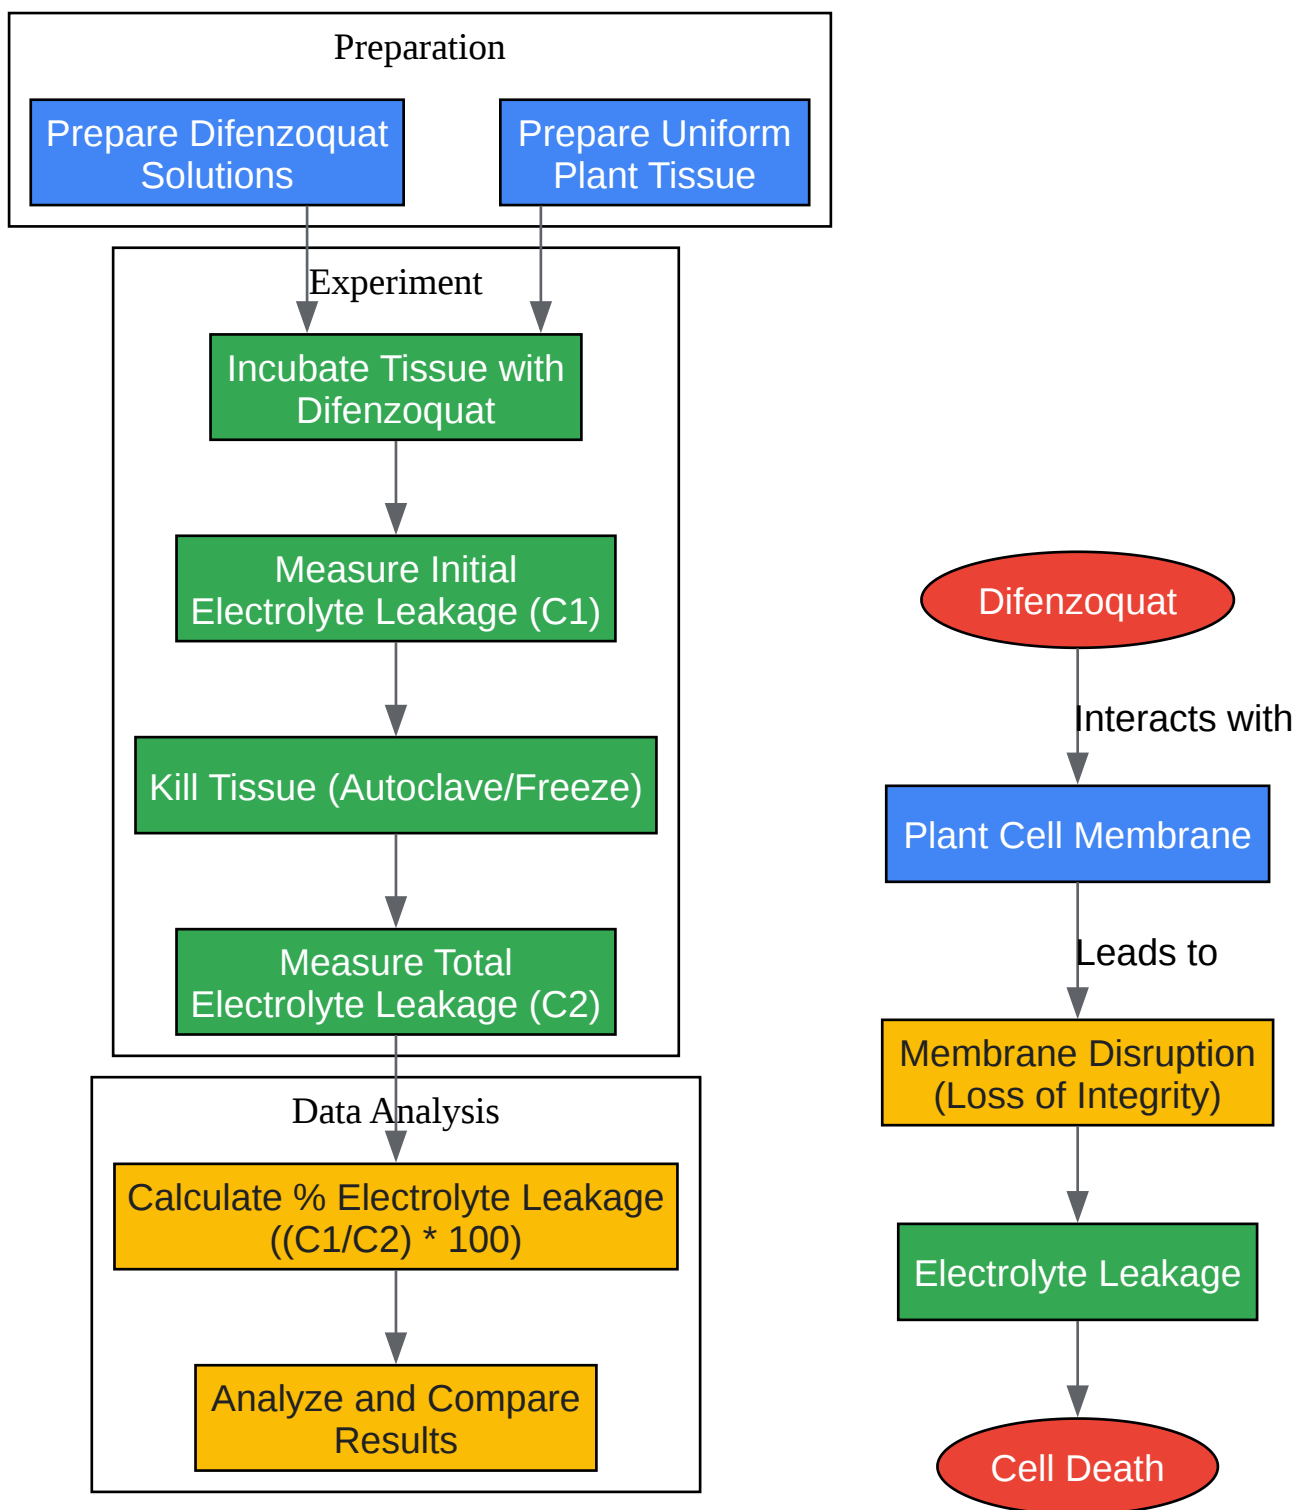 Preparation
Prepare Difenzoquat
Solutions
Prepare Uniform
Plant Tissue
Experiment
Incubate Tissue with
Difenzoquat
Measure Initial
Electrolyte Leakage (C1)
Kill Tissue (Autoclave/Freeze)
Measure Total
Electrolyte Leakage (C2)
Data Analysis
Calculate % Electrolyte Leakage
((C1/C2) * 100)
Analyze and Compare
Results
Difenzoquat
Interacts with
Plant Cell Membrane
Leads to
Membrane Disruption
(Loss of Integrity)
Electrolyte Leakage
Cell Death